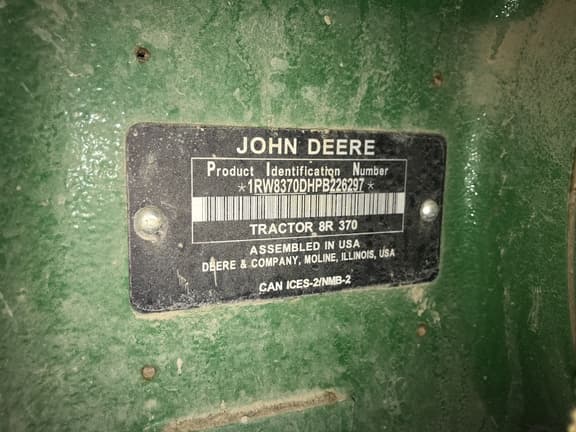 JOHN DEERE
Product Identification Number
*1RW8370DHPB226297*
TRACTOR 8R 370
ASSEMBLED IN USA
DEERE & COMPANY, MOLINE, ILLINOIS, USA
CAN ICES-2/NMB-2